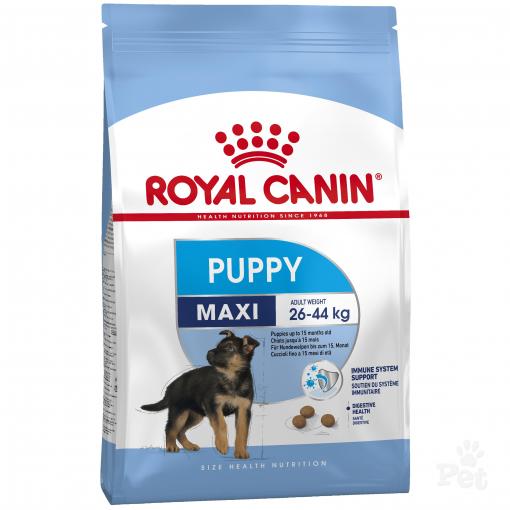 ROYAL CANIN®
HEALTH NUTRITION SINCE 1968
PUPPY
MAXI
ADULT WEIGHT
26-44 kg
Puppies up to 15 months old
Chiots jusqu'à 15 mois
Für Hundewelpen bis zum 15. Monat
Cuccioli fino a 15 mesi di età
IMMUNE SYSTEM
SUPPORT
SOUTIEN DU SYSTÈME
IMMUNITAIRE
DIGESTIVE
HEALTH
SANTÉ
DIGESTIVE
SIZE HEALTH NUTRITION
Pet